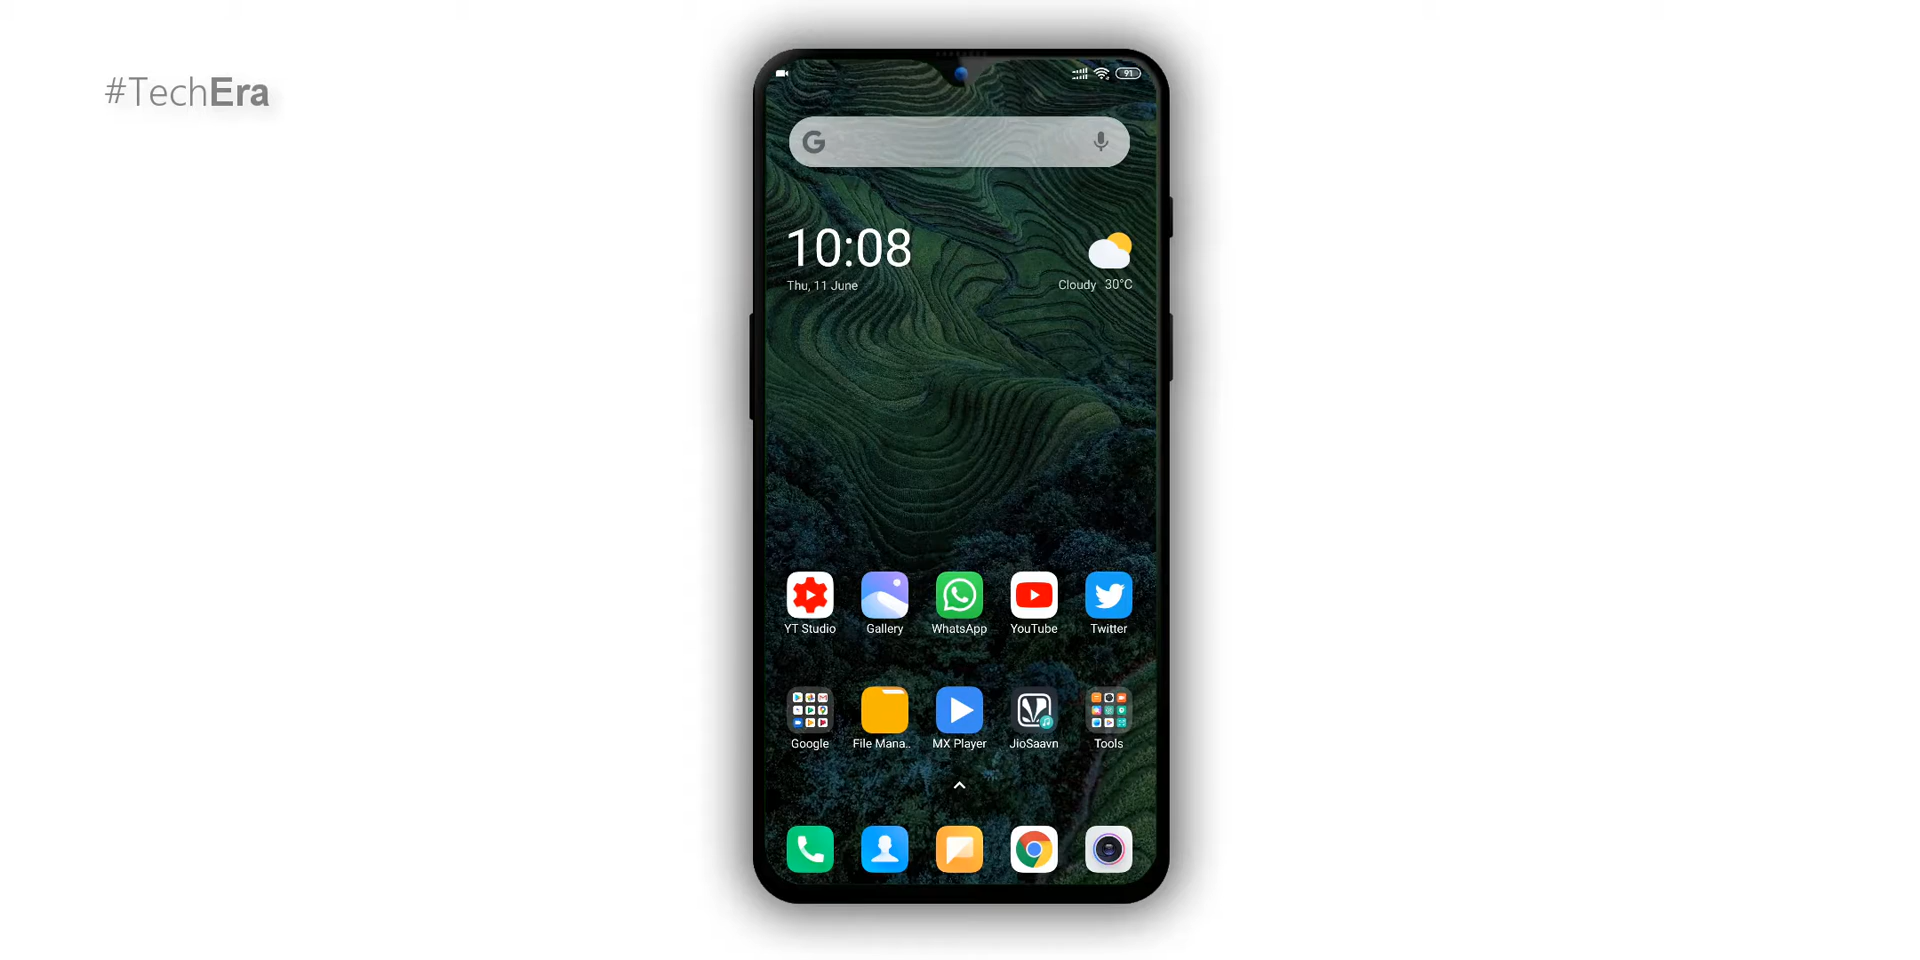 #TechEra
91
10:08
Thu, 11 June
Cloudy 30°C
YT Studio
Gallery
WhatsApp
YouTube
Twitter
Google
File Mana..
MX Player
JioSaavn
Tools